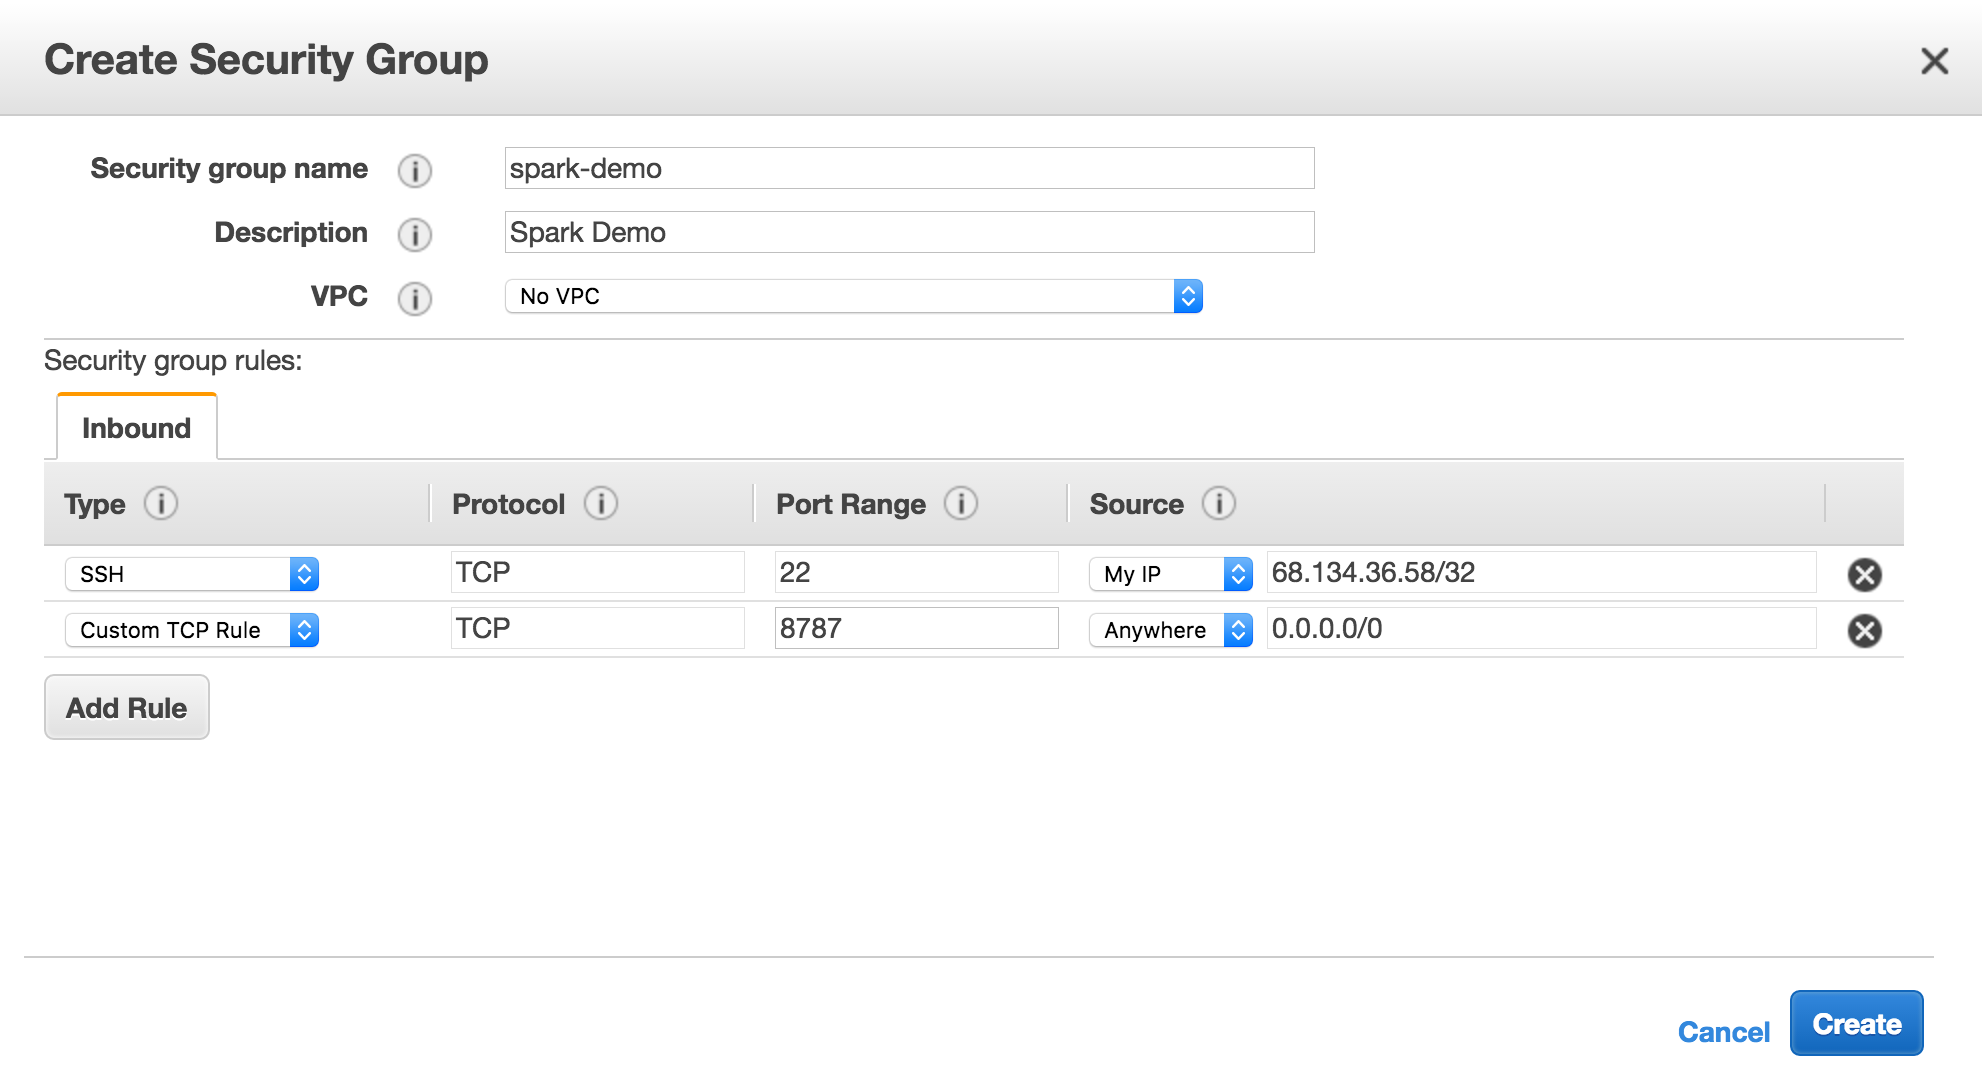 Create Security Group
Security group name spark-demo
Description Spark Demo
VPC No VPC
Security group rules:
Inbound
Type Protocol Port Range Source
SSH TCP 22 My IP 68.134.36.58/32
Custom TCP Rule TCP 8787 Anywhere 0.0.0.0/0
Add Rule
Cancel Create